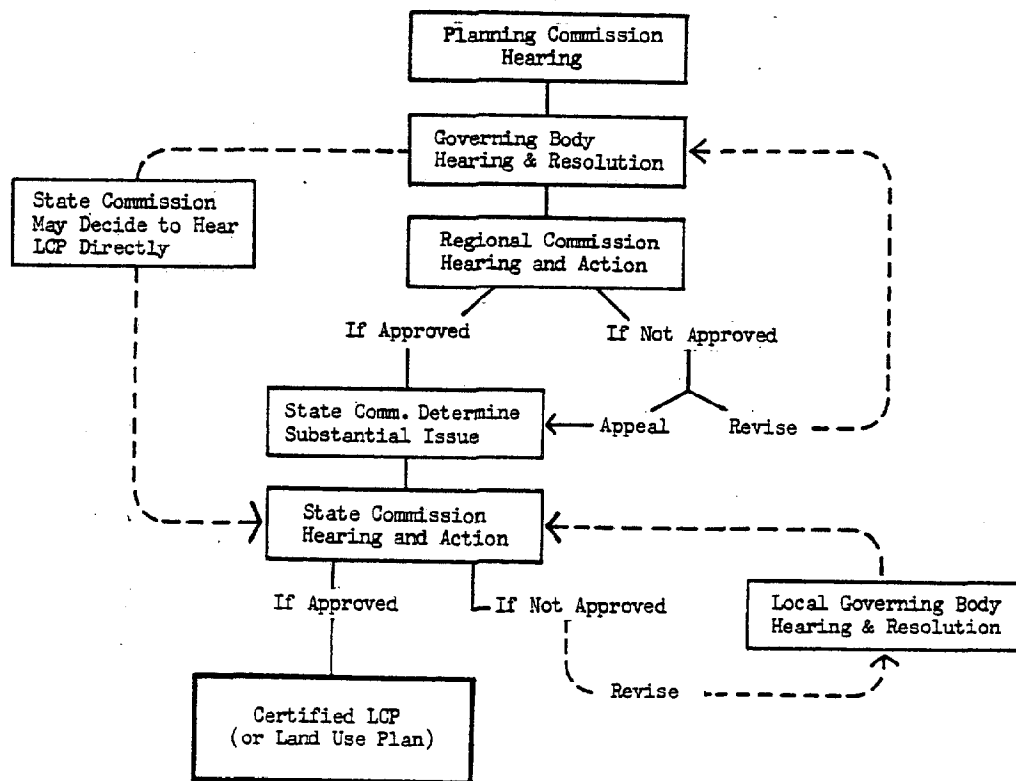 Planning Commission
Hearing
Governing Body
Hearing & Resolution
State Commission
May Decide to Hear
LCP Directly
Regional Commission
Hearing and Action
If Approved
If Not Approved
State Comm. Determine
Substantial Issue
Appeal
Revise
State Commission
Hearing and Action
If Approved
If Not Approved
Local Governing Body
Hearing & Resolution
Revise
Certified LCP
(or Land Use Plan)